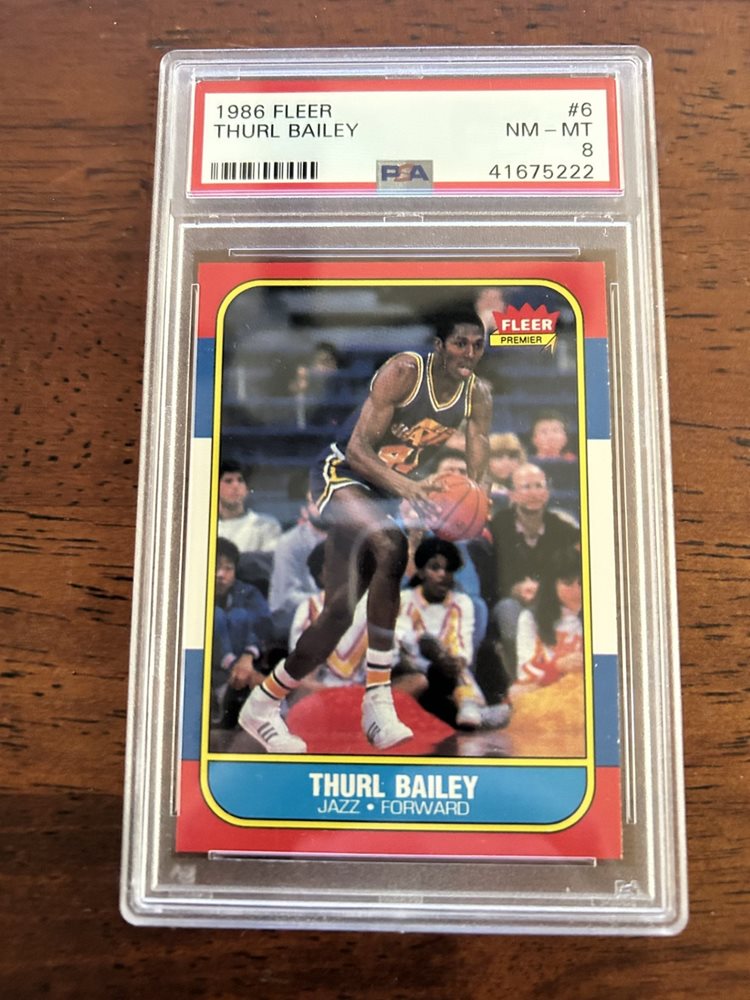 1986 FLEER #6
THURL BAILEY NM – MT
8
PSA 41675222
FLEER
PREMIER
THURL BAILEY
JAZZ • FORWARD